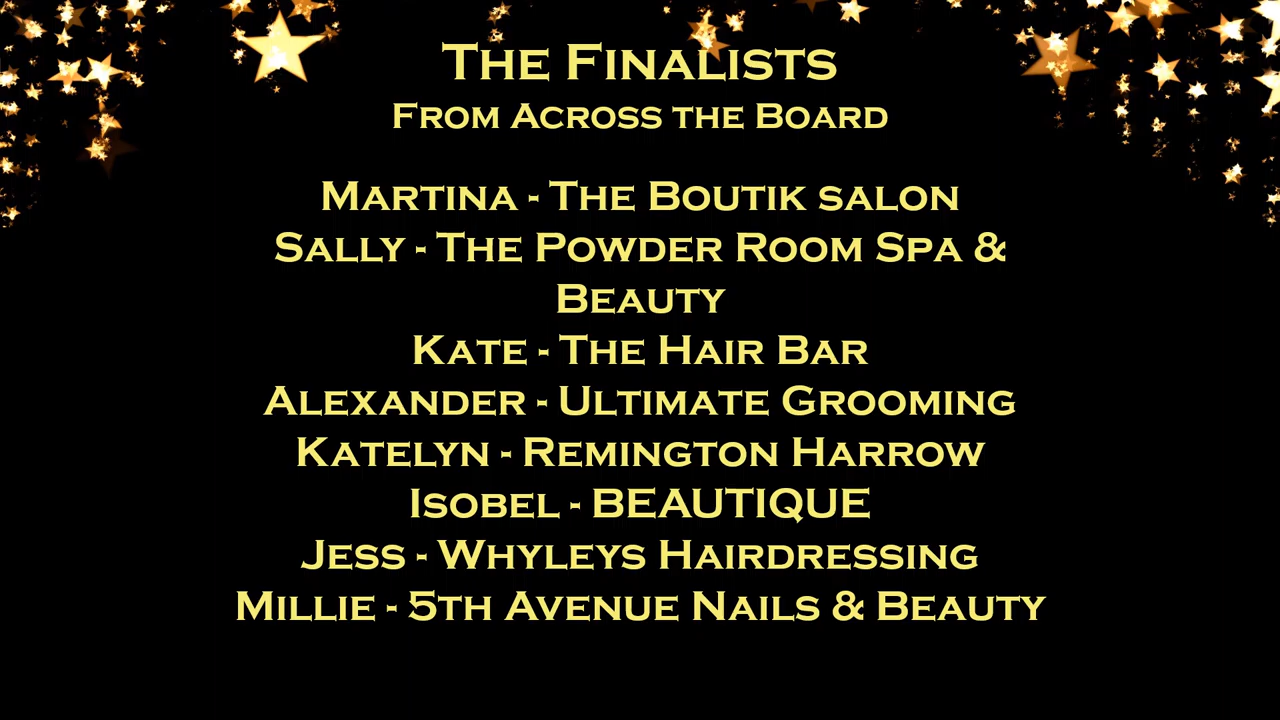 The Finalists
From Across the Board
Martina - The Boutik salon
Sally - The Powder Room Spa &
Beauty
Kate - The Hair Bar
Alexander - Ultimate Grooming
Katelyn - Remington Harrow
Isobel - BEAUTIQUE
Jess - Whyleys Hairdressing
Millie - 5th Avenue Nails & Beauty